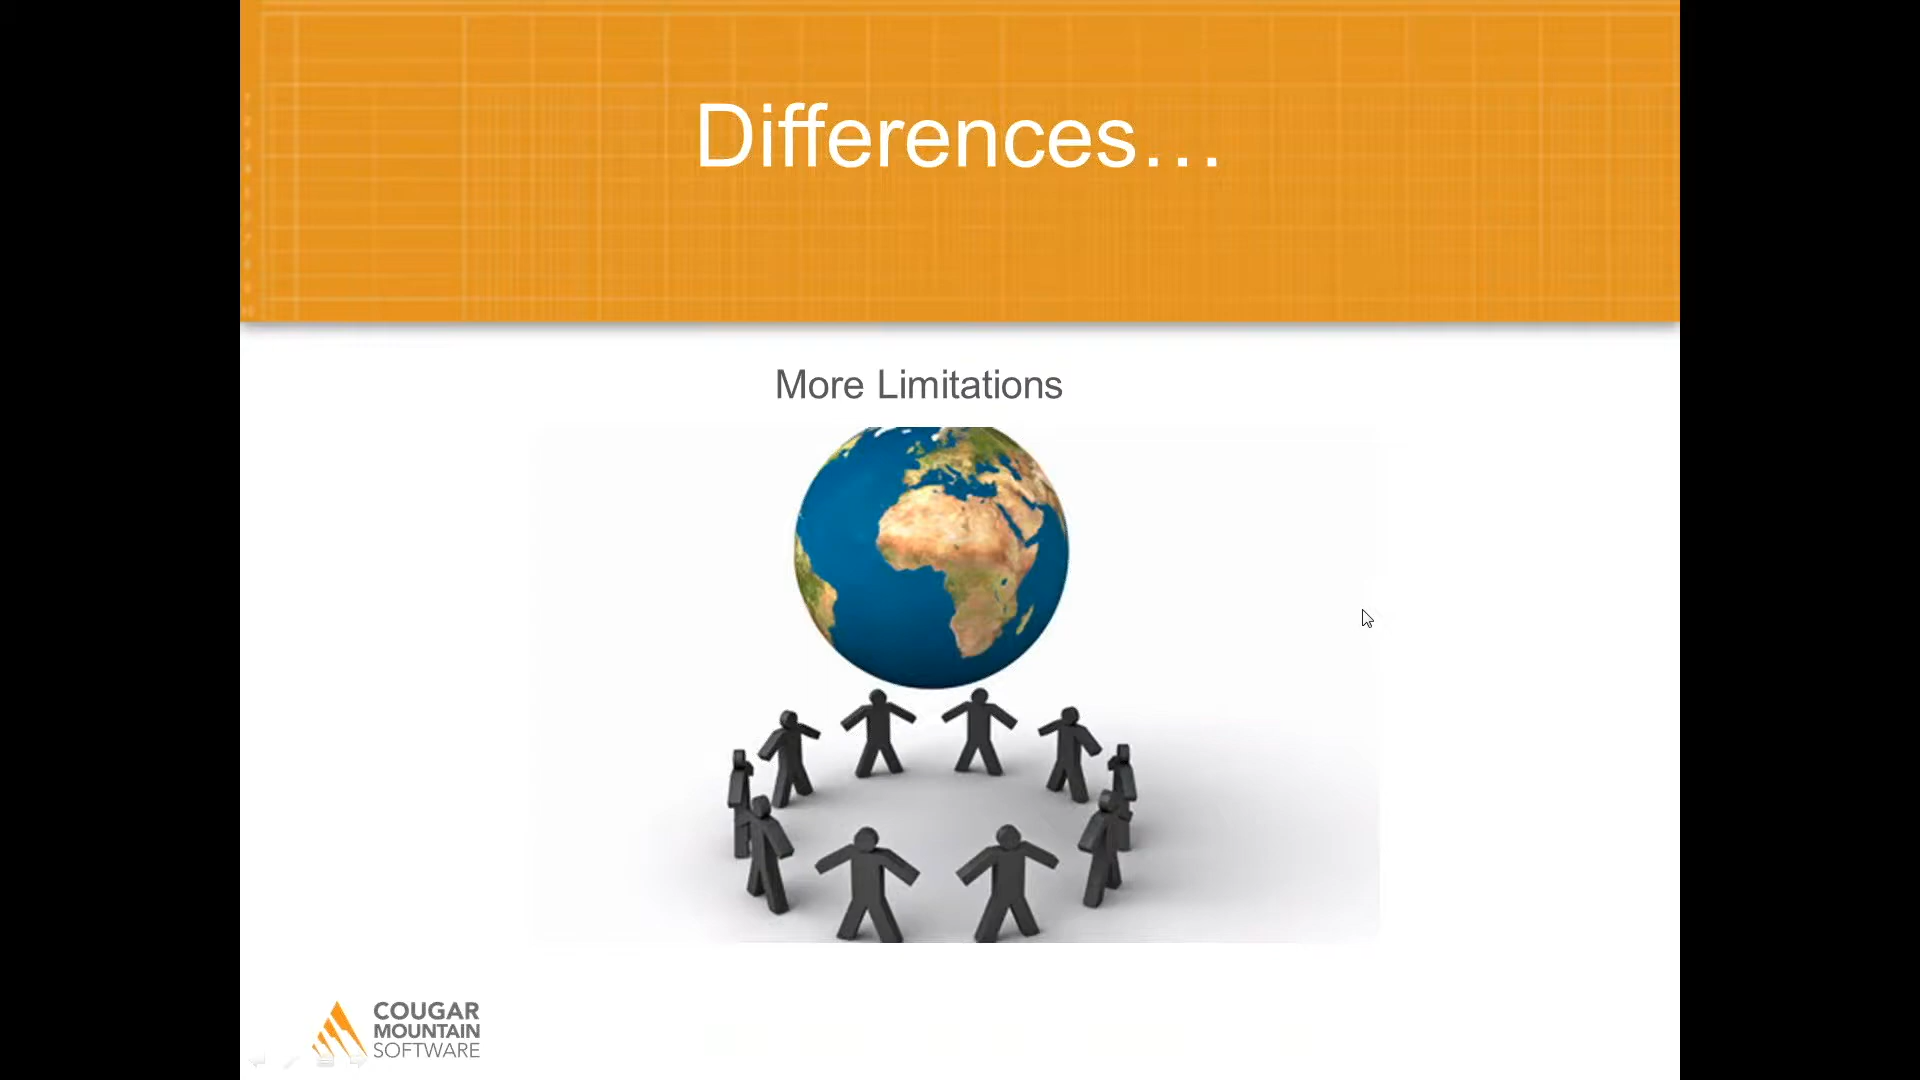 Differences…
More Limitations
COUGAR
MOUNTAIN
SOFTWARE